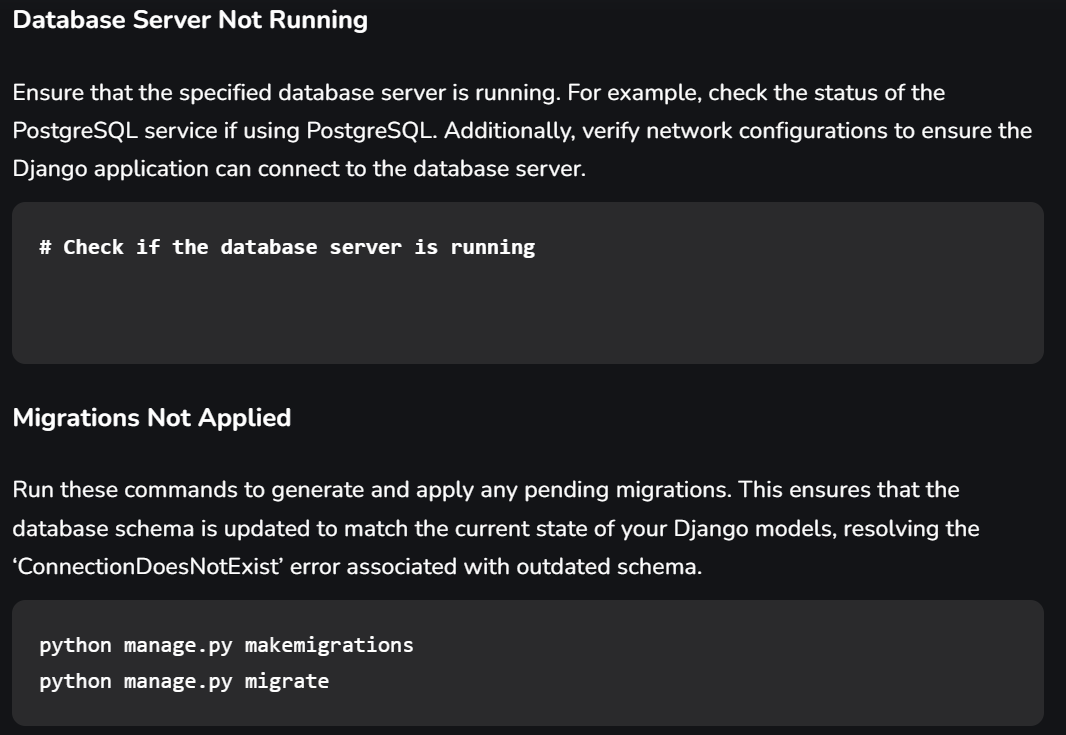 Database Server Not Running
Ensure that the specified database server is running. For example, check the status of the
PostgreSQL service if using PostgreSQL. Additionally, verify network configurations to ensure the
Django application can connect to the database server.
# Check if the database server is running
Migrations Not Applied
Run these commands to generate and apply any pending migrations. This ensures that the
database schema is updated to match the current state of your Django models, resolving the
‘ConnectionDoesNotExist’ error associated with outdated schema.
python manage.py makemigrations
python manage.py migrate